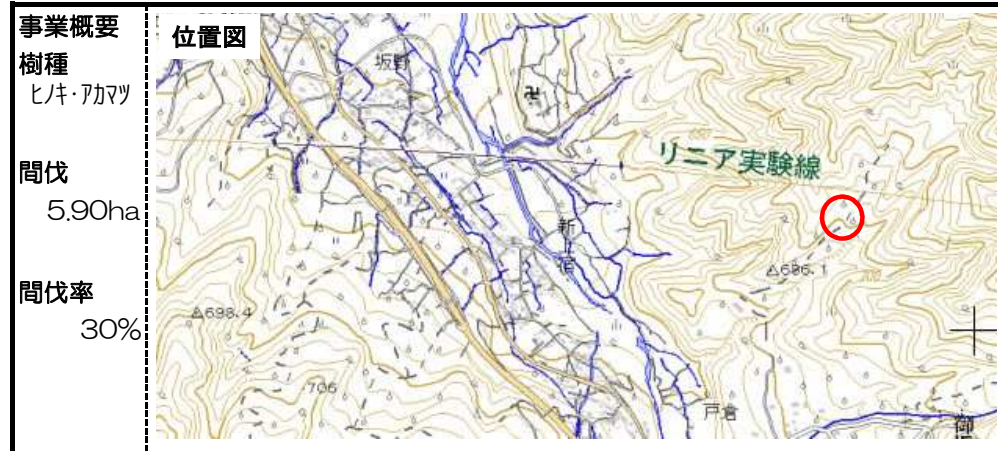 事業概要
樹種
ﾋﾉｷ･ｱｶﾏﾂ
間伐
5.90ha
間伐率
30%
位置図
坂野
リニア実験線
新宿
△686.1
△698.4
・706
戸倉
御